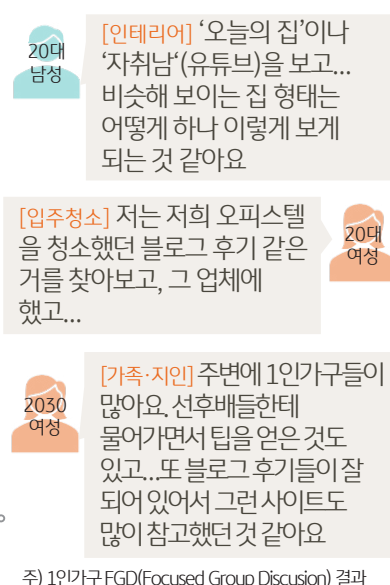 20대
남성
[인테리어] ‘오늘의 집’이나
‘자취남‘(유튜브)을 보고…
비슷해 보이는 집 형태는
어떻게 하나 이렇게 보게
되는 것 같아요
[입주청소] 저는 저희 오피스텔
을 청소했던 블로그 후기 같은
거를 찾아보고, 그 업체에
했고…
20대
여성
2030
여성
[가족·지인] 주변에 1인가구들이
많아요. 선후배들한테
물어가면서 팁을 얻은 것도
있고…또 블로그 후기들이 잘
되어 있어서 그런 사이트도
많이 참고했던 것 같아요
주) 1인가구 FGD(Focused Group Discusion) 결과